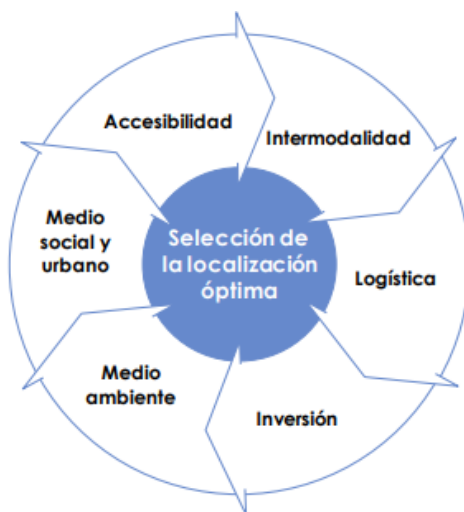 Accesibilidad
Intermodalidad
Medio
social y
urbano
Selección de
la localización
óptima
Logística
Medio
ambiente
Inversión